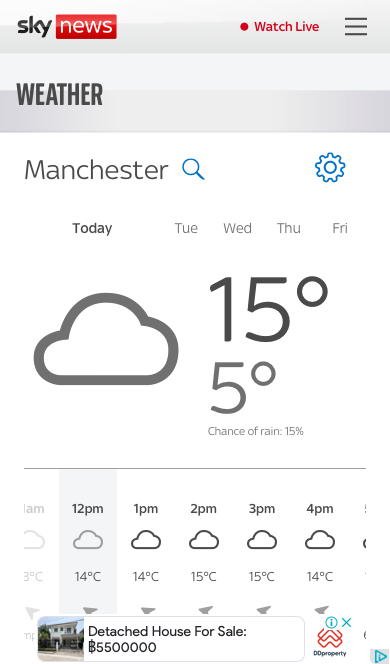 sky news
Watch Live
WEATHER
Manchester
Today Tue Wed Thu Fri
15°
5°
Chance of rain: 15%
12pm 1pm 2pm 3pm 4pm
14°C 14°C 15°C 15°C 14°C
Detached House For Sale:
฿5500000
DDproperty